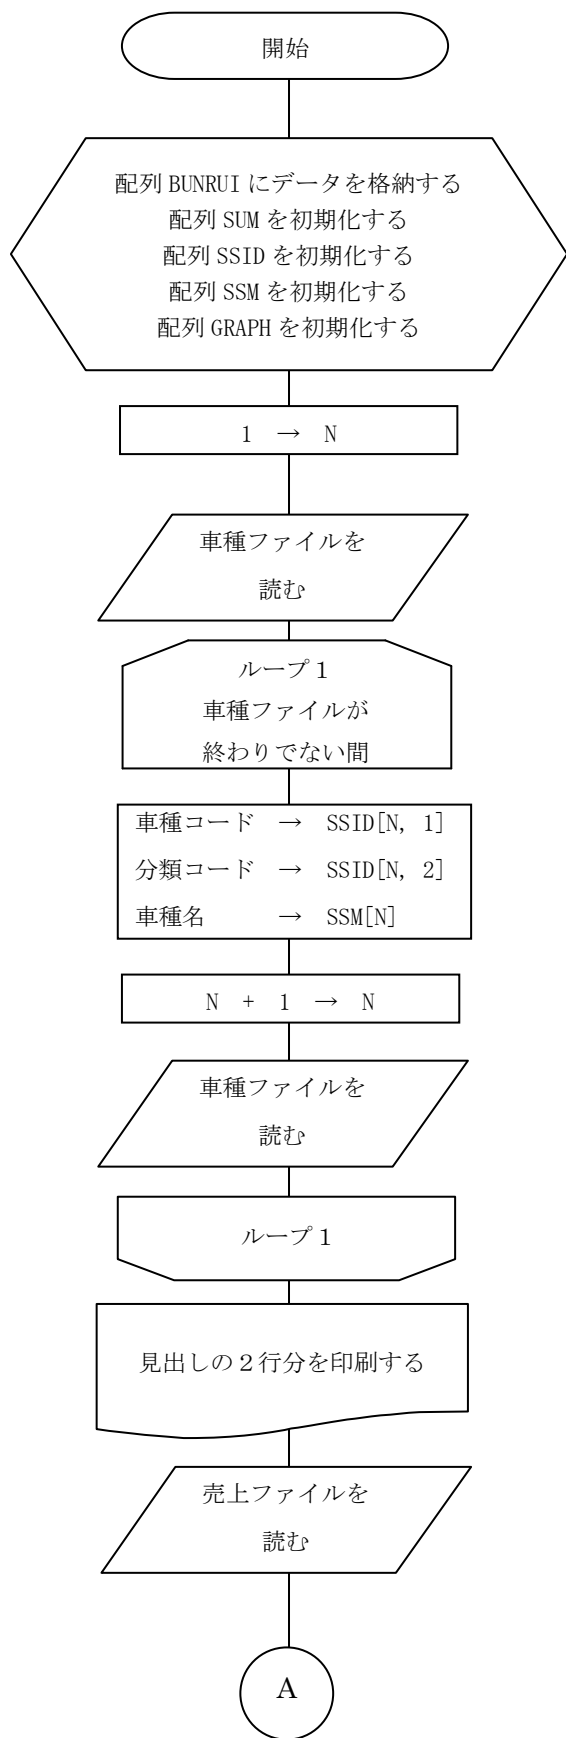 開始
配列 BUNRUI にデータを格納する
配列 SUM を初期化する
配列 SSID を初期化する
配列 SSM を初期化する
配列 GRAPH を初期化する
1 → N
車種ファイルを
読む
ループ１
車種ファイルが
終わりでない間
車種コード → SSID[N, 1]
分類コード → SSID[N, 2]
車種名 → SSM[N]
N + 1 → N
車種ファイルを
読む
ループ１
見出しの２行分を印刷する
売上ファイルを
読む
A